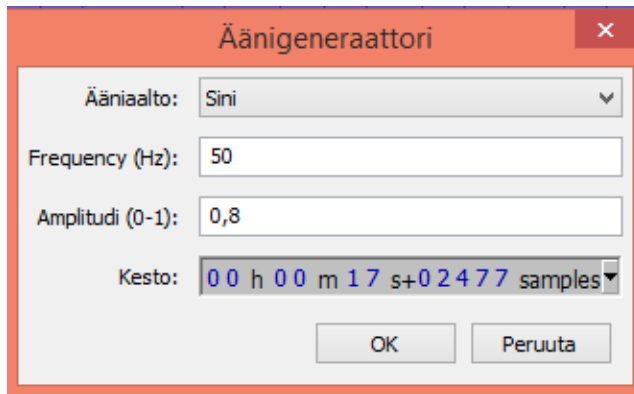 Äänigeneraattori
Ääniaalto: Sini
Frequency (Hz): 50
Amplitudi (0-1): 0,8
Kesto: 00 h 00 m 17 s+02477 samples
OK Peruuta